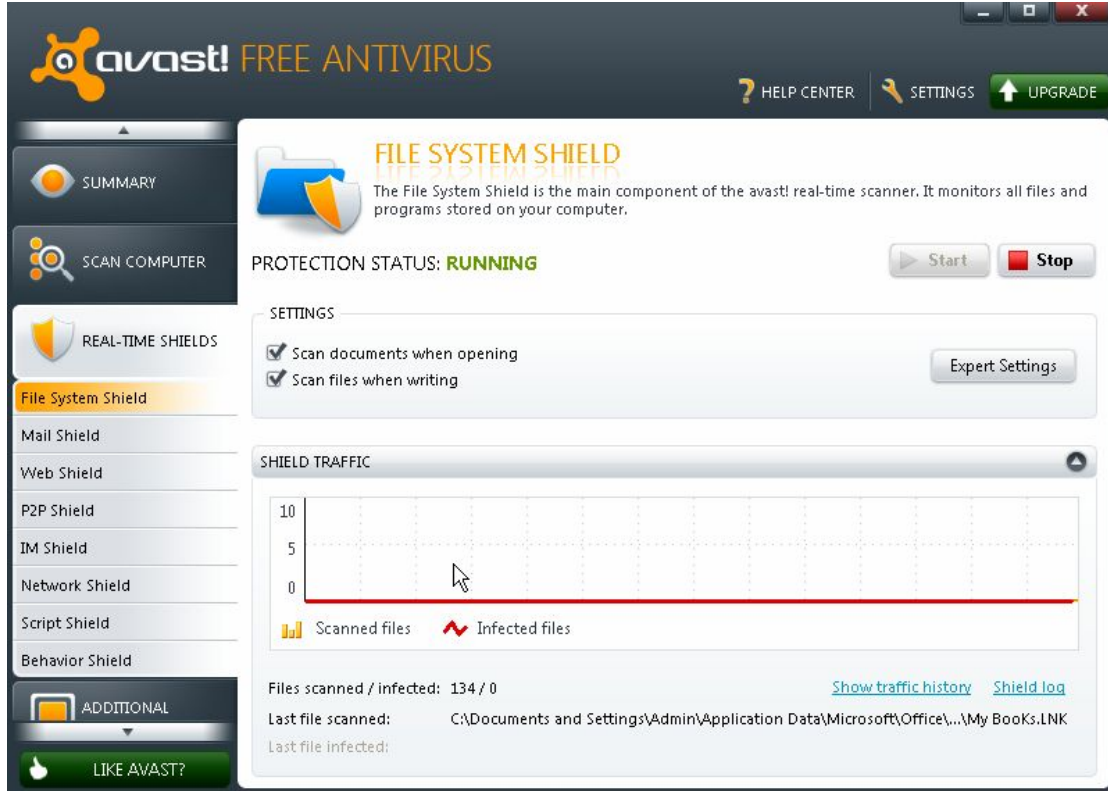 avast! FREE ANTIVIRUS
HELP CENTER
SETTINGS
UPGRADE
SUMMARY
SCAN COMPUTER
REAL-TIME SHIELDS
File System Shield
Mail Shield
Web Shield
P2P Shield
IM Shield
Network Shield
Script Shield
Behavior Shield
ADDITIONAL
LIKE AVAST?
FILE SYSTEM SHIELD
The File System Shield is the main component of the avast! real-time scanner. It monitors all files and
programs stored on your computer.
PROTECTION STATUS: RUNNING
Start
Stop
SETTINGS
Scan documents when opening
Scan files when writing
Expert Settings
SHIELD TRAFFIC
10
5
0
Scanned files
Infected files
Files scanned / infected: 134 / 0
Show traffic history
Shield log
Last file scanned: C:\Documents and Settings\Admin\Application Data\Microsoft\Office\...\My BooKs.LNK
Last file infected: